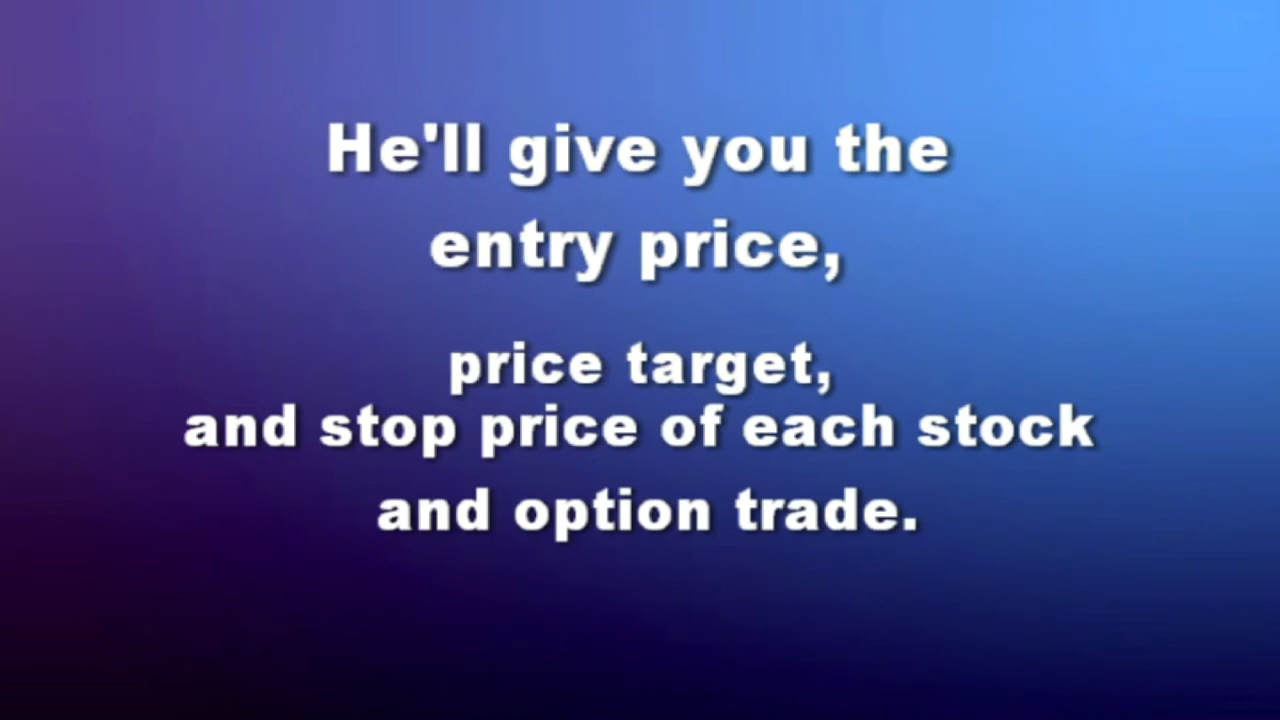 He'll give you the
entry price,
price target,
and stop price of each stock
and option trade.